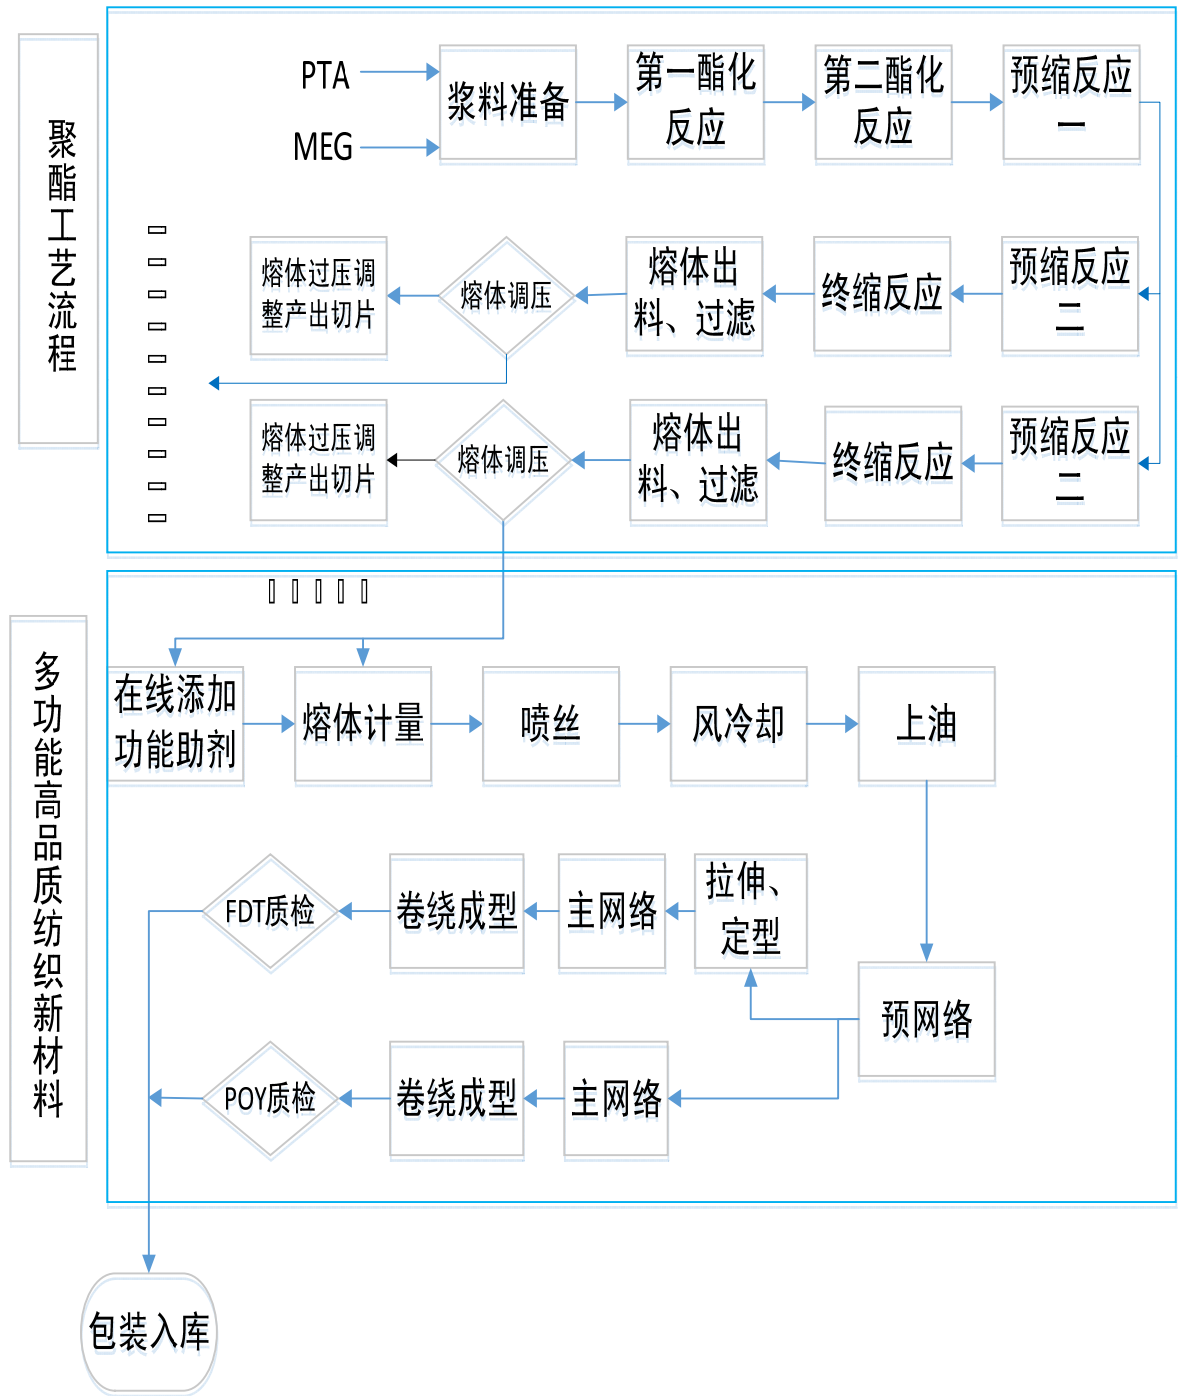 聚酯工艺流程
PTA
MEG
浆料准备
第一酯化
反应
第二酯化
反应
预缩反应
一
熔体过压调
整产出切片
熔体调压
熔体出
料、过滤
终缩反应
预缩反应
二
熔体过压调
整产出切片
熔体调压
熔体出
料、过滤
终缩反应
预缩反应
二
多功能高品质纺织新材料
在线添加
功能助剂
熔体计量
喷丝
风冷却
上油
FDT质检
卷绕成型
主网络
拉伸、
定型
预网络
POY质检
卷绕成型
主网络
包装入库